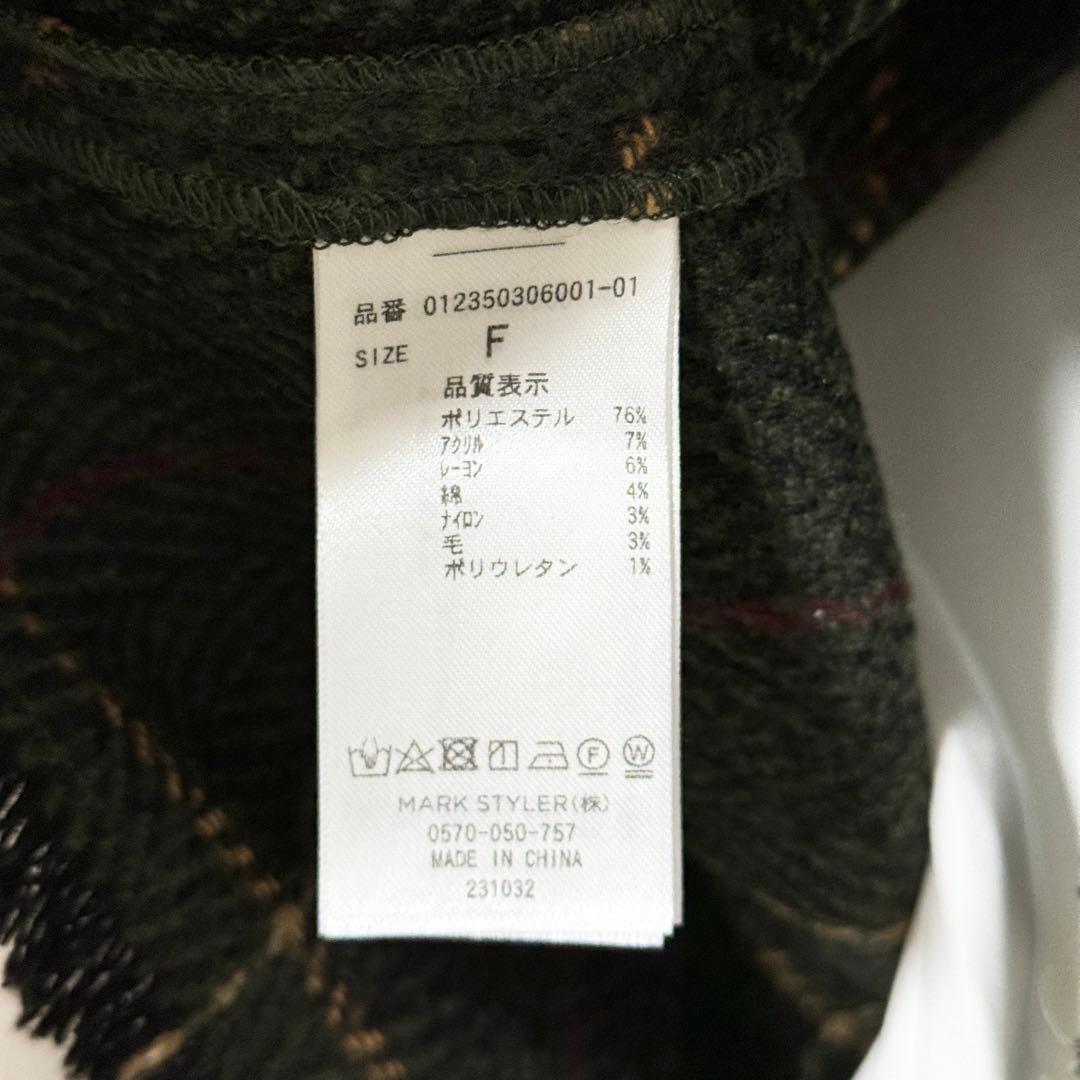 品番 012350306001-01
SIZE F
品質表示
ポリエステル 76%
アクリル 7%
レーヨン 6%
綿 4%
ナイロン 3%
毛 3%
ポリウレタン 1%
F W
MARK STYLER(株)
0570-050-757
MADE IN CHINA
231032